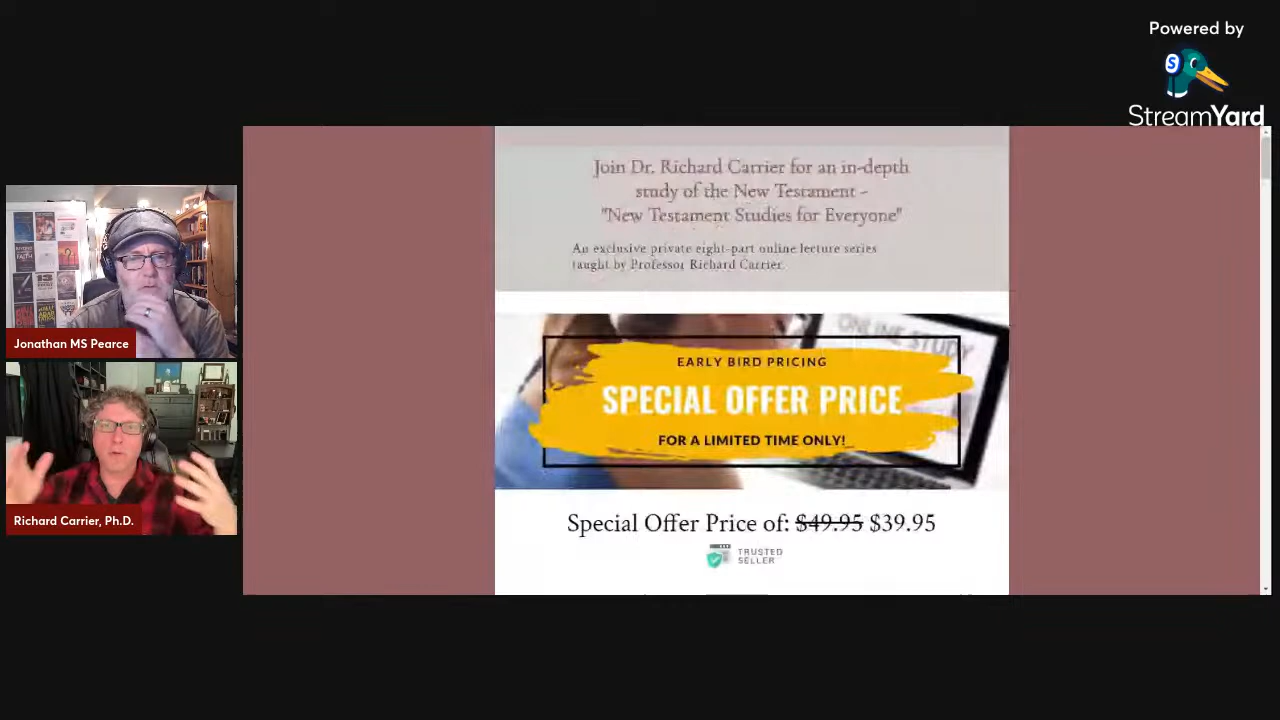 Powered by
StreamYard
Join Dr. Richard Carrier for an in-depth
study of the New Testament -
"New Testament Studies for Everyone"
An exclusive private eight-part online lecture series
taught by Professor Richard Carrier.
ONLINE STUDY
EARLY BIRD PRICING
SPECIAL OFFER PRICE
FOR A LIMITED TIME ONLY!
Special Offer Price of: $49.95 $39.95
TRUSTED
SELLER
Jonathan MS Pearce
Richard Carrier, Ph.D.